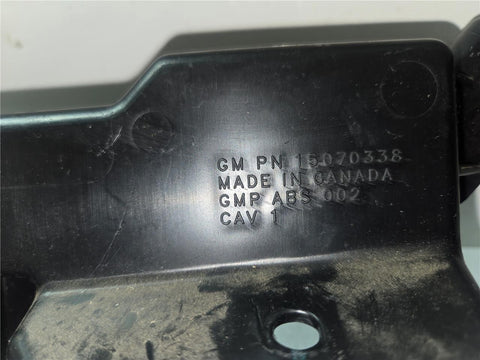 GM PN 15070338
MADE IN CANADA
GMP ABS 002
CAV 1